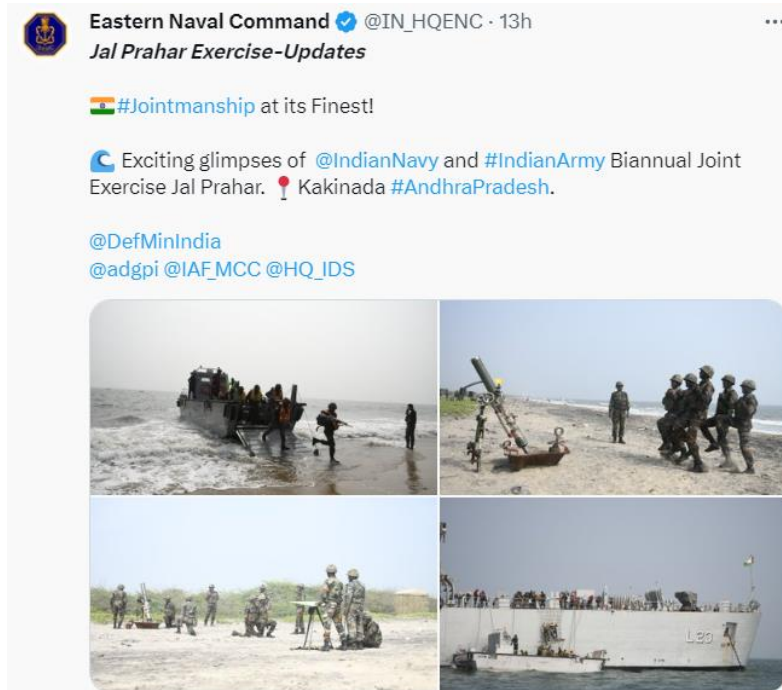 Eastern Naval Command @IN_HQENC · 13h
Jal Prahar Exercise-Updates
#Jointmanship at its Finest!
Exciting glimpses of @IndianNavy and #IndianArmy Biannual Joint
Exercise Jal Prahar. Kakinada #AndhraPradesh.
@DefMinIndia
@adgpi @IAF_MCC @HQ_IDS